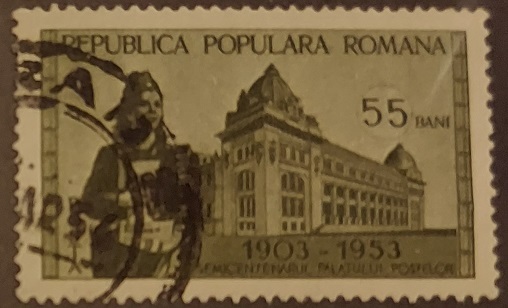 REPUBLICA POPULARA ROMANA
55 BANI
1903 - 1953
SEMICENTENARUL PALATULUI POSTELOR